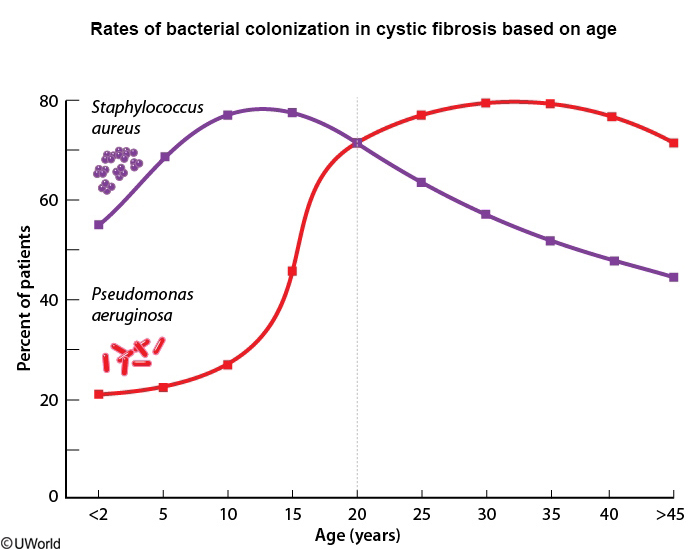 Rates of bacterial colonization in cystic fibrosis based on age
80
60
40
20
0
Percent of patients
Staphylococcus
aureus
Pseudomonas
aeruginosa
<2 5 10 15 20 25 30 35 40 >45
Age (years)
©UWorld